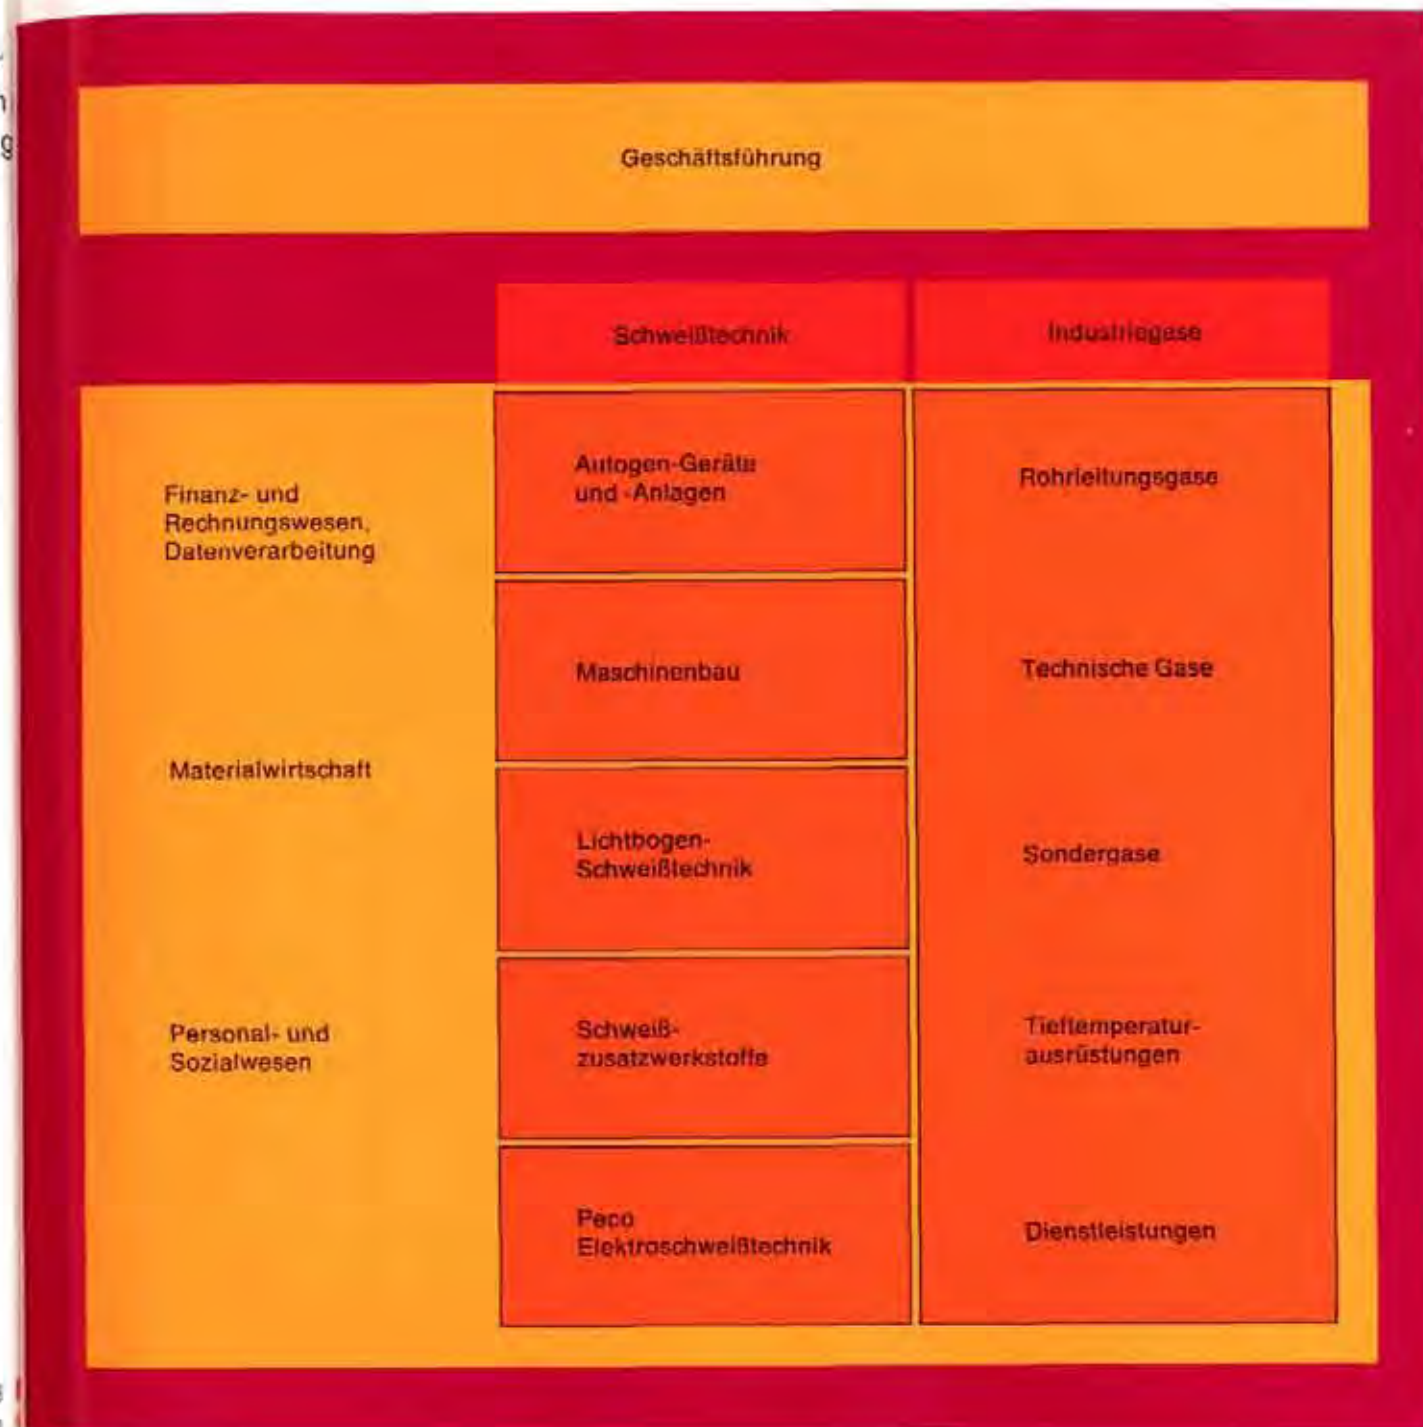 Geschäftsführung
Schweißtechnik
Industriegase
Finanz- und
Rechnungswesen,
Datenverarbeitung
Materialwirtschaft
Personal- und
Sozialwesen
Autogen-Geräte
und -Anlagen
Maschinenbau
Lichtbogen-
Schweißtechnik
Schweiß-
zusatzwerkstoffe
Peco
Elektroschweißtechnik
Rohrleitungsgase
Technische Gase
Sondergase
Tieftemperatur-
ausrüstungen
Dienstleistungen